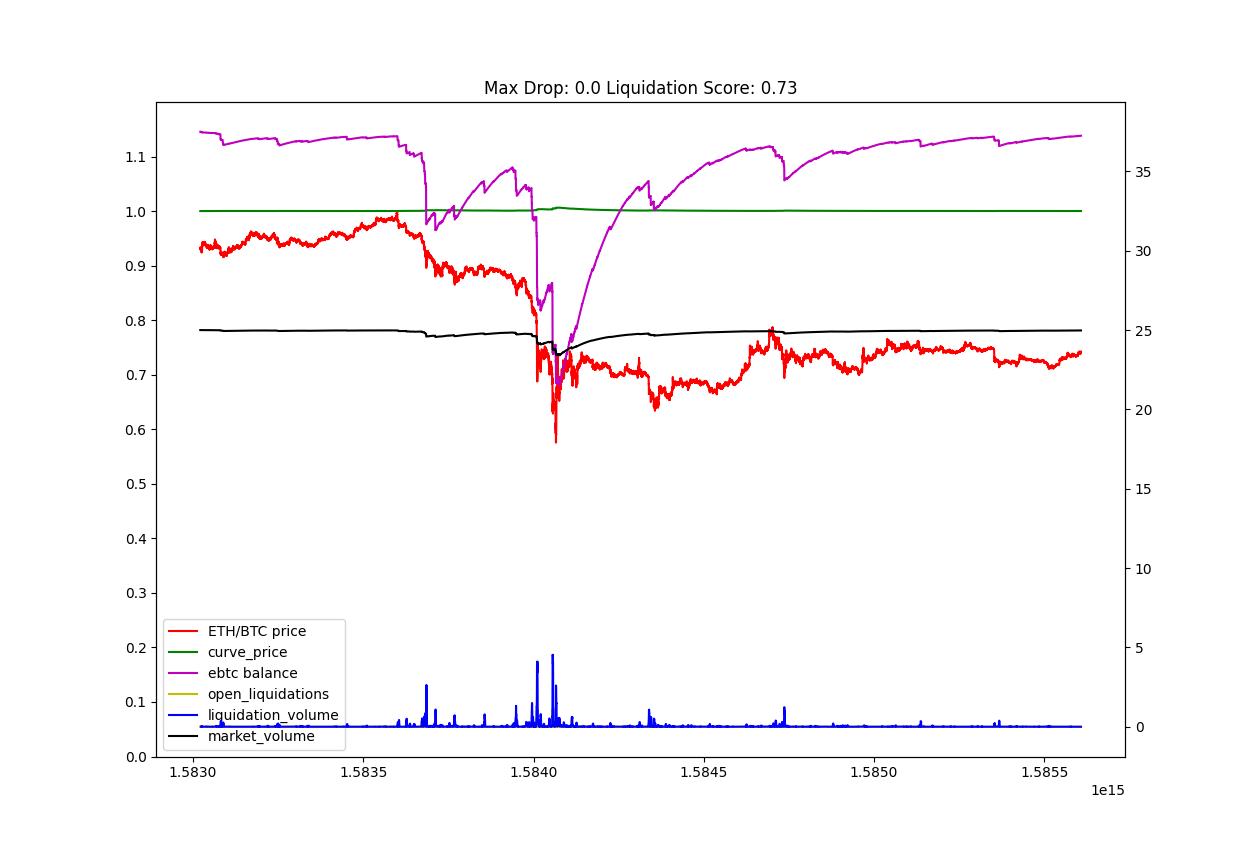 Max Drop: 0.0 Liquidation Score: 0.73
1.1
1.0
0.9
0.8
0.7
0.6
0.5
0.4
0.3
0.2
0.1
0.0
35
30
25
20
15
10
5
0
ETH/BTC price
curve_price
ebtc balance
open_liquidations
liquidation_volume
market_volume
1.5830 1.5835 1.5840 1.5845 1.5850 1.5855
1e15